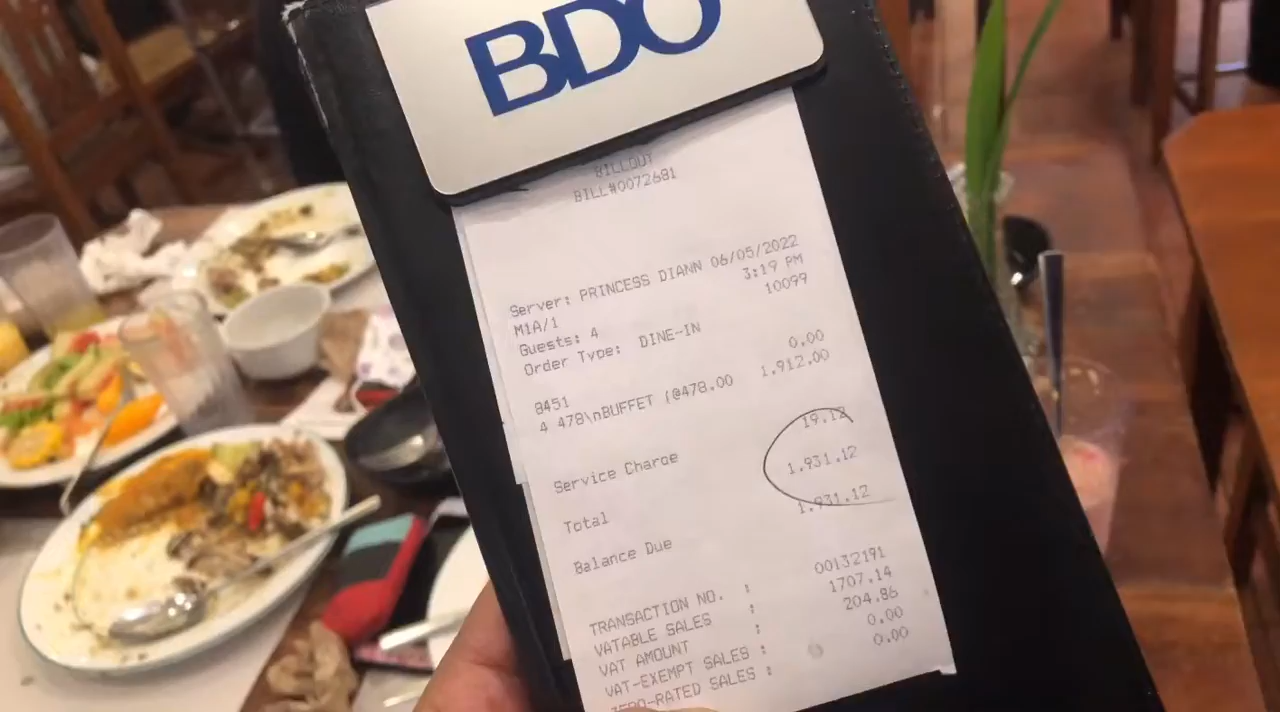 BDO
BILLOUT
BILL#0072681
Server: PRINCESS DIANN 06/05/2022
M1A/1 3:19 PM
Guests: 4 10099
Order Type: DINE-IN
8451 0.00
4 478\nBUFFET (@478.00 1,912.00
Service Charge 19.12
Total 1,931.12
Balance Due 1,931.12
TRANSACTION NO. : 00132191
VATABLE SALES : 1707.14
VAT AMOUNT : 204.86
VAT-EXEMPT SALES : 0.00
ZERO-RATED SALES : 0.00